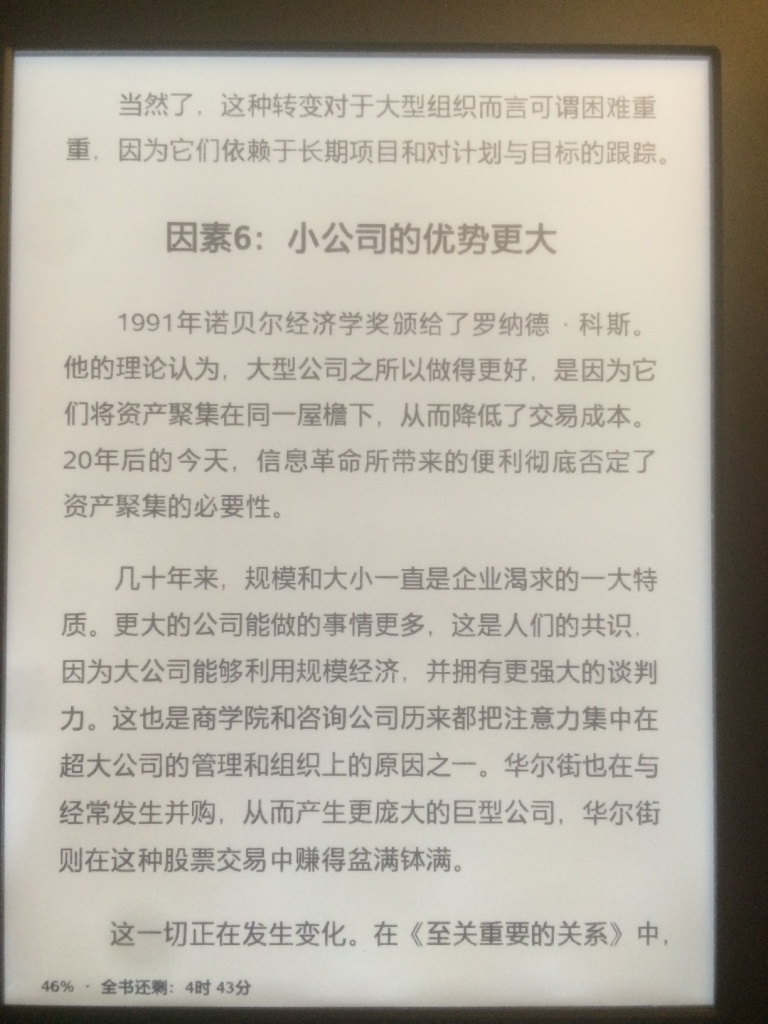 当然了，这种转变对于大型组织而言可谓困难重
重，因为它们依赖于长期项目和对计划与目标的跟踪。
因素6：小公司的优势更大
1991年诺贝尔经济学奖颁给了罗纳德·科斯。
他的理论认为，大型公司之所以做得更好，是因为它
们将资产聚集在同一屋檐下，从而降低了交易成本。
20年后的今天，信息革命所带来的便利彻底否定了
资产聚集的必要性。
几十年来，规模和大小一直是企业渴求的一大特
质。更大的公司能做的事情更多，这是人们的共识，
因为大公司能够利用规模经济，并拥有更强大的谈判
力。这也是商学院和咨询公司历来都把注意力集中在
超大公司的管理和组织上的原因之一。华尔街也在与
经常发生并购，从而产生更庞大的巨型公司，华尔街
则在这种股票交易中赚得盆满钵满。
这一切正在发生变化。在《至关重要的关系》中，
46% · 全书还剩：4时 43分